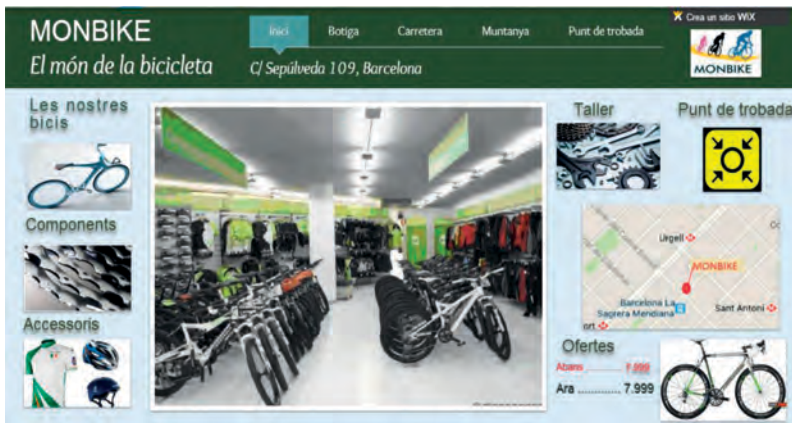 MONBIKE
El món de la bicicleta
Inici
Botiga
Carretera
Muntanya
Punt de trobada
C/ Sepúlveda 109, Barcelona
Crea un sitio WiX
MONBIKE
Les nostres
bicis
Components
Accessoris
Taller
Punt de trobada
Urgell
MONBIKE
Barcelona La
Sagrera Meridiana
Sant Antoni
ort
Ofertes
Abans
Ara ............ 7.999